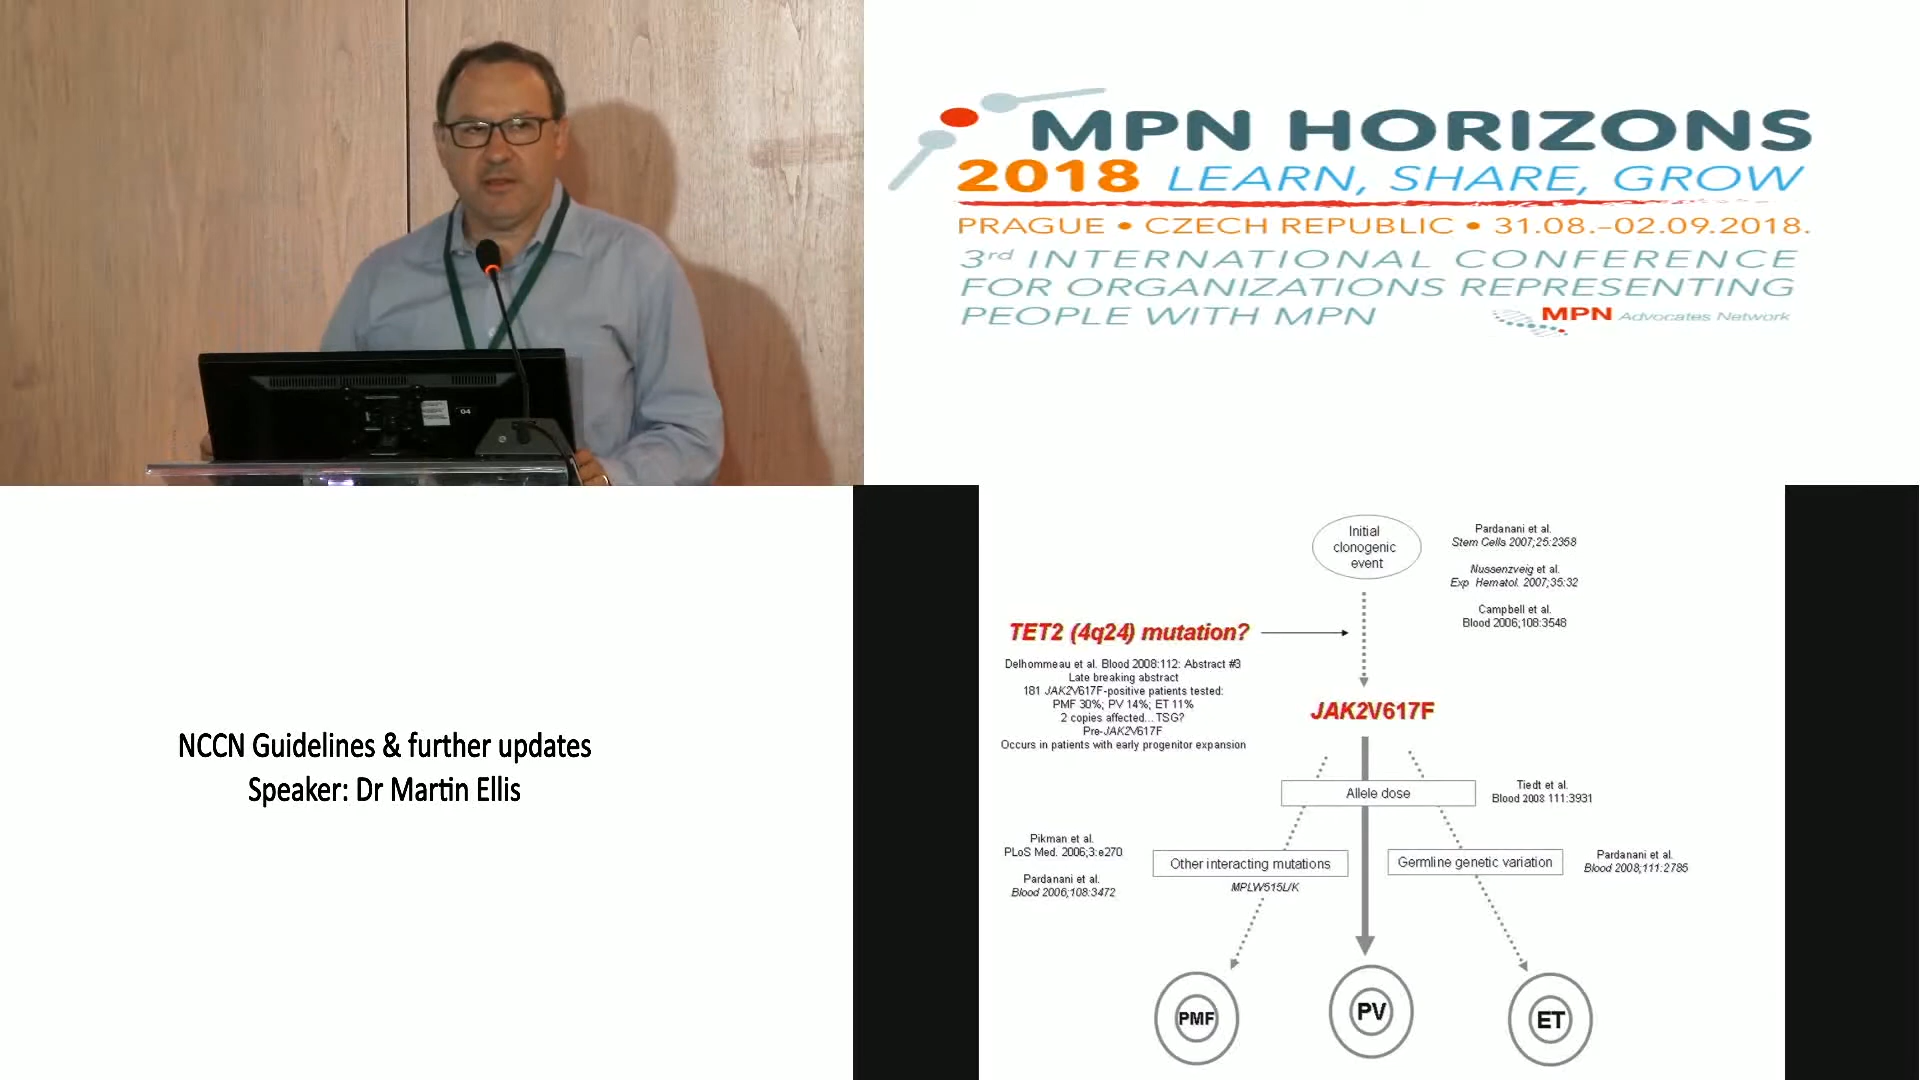 MPN HORIZONS
2018 LEARN, SHARE, GROW
PRAGUE • CZECH REPUBLIC • 31.08.–02.09.2018.
3rd INTERNATIONAL CONFERENCE
FOR ORGANIZATIONS REPRESENTING
PEOPLE WITH MPN
MPN Advocates Network
04
NCCN Guidelines & further updates
Speaker: Dr Martin Ellis
Initial
clonogenic
event
Pardanani et al.
Stem Cells 2007;25:2358
Nussenzveig et al.
Exp Hematol. 2007;35:32
Campbell et al.
Blood 2006;108:3548
TET2 (4q24) mutation?
Delhommeau et al. Blood 2008:112: Abstract #3
Late breaking abstract
181 JAK2V617F-positive patients tested:
PMF 30%; PV 14%; ET 11%
2 copies affected... TSG?
Pre-JAK2V617F
Occurs in patients with early progenitor expansion
JAK2V617F
Allele dose
Tiedt et al.
Blood 2008 111:3931
Pikman et al.
PLoS Med. 2006;3:e270
Pardanani et al.
Blood 2006;108:3472
Other interacting mutations
MPLW515L/K
Germline genetic variation
Pardanani et al.
Blood 2008;111:2785
PMF
PV
ET